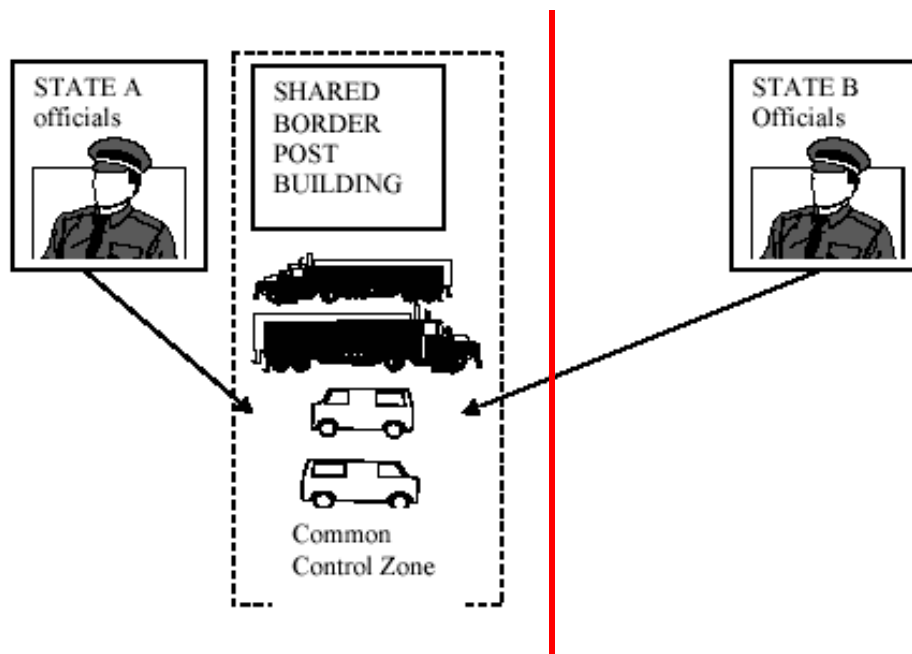 STATE A
officials
SHARED
BORDER
POST
BUILDING
STATE B
Officials
Common
Control Zone